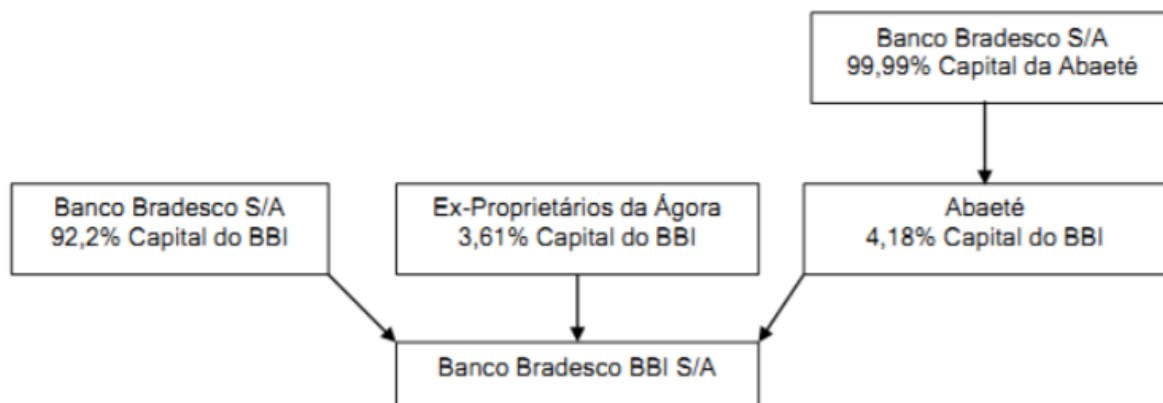 Banco Bradesco S/A
99,99% Capital da Abaeté
Banco Bradesco S/A
92,2% Capital do BBI
Ex-Proprietários da Ágora
3,61% Capital do BBI
Abaeté
4,18% Capital do BBI
Banco Bradesco BBI S/A